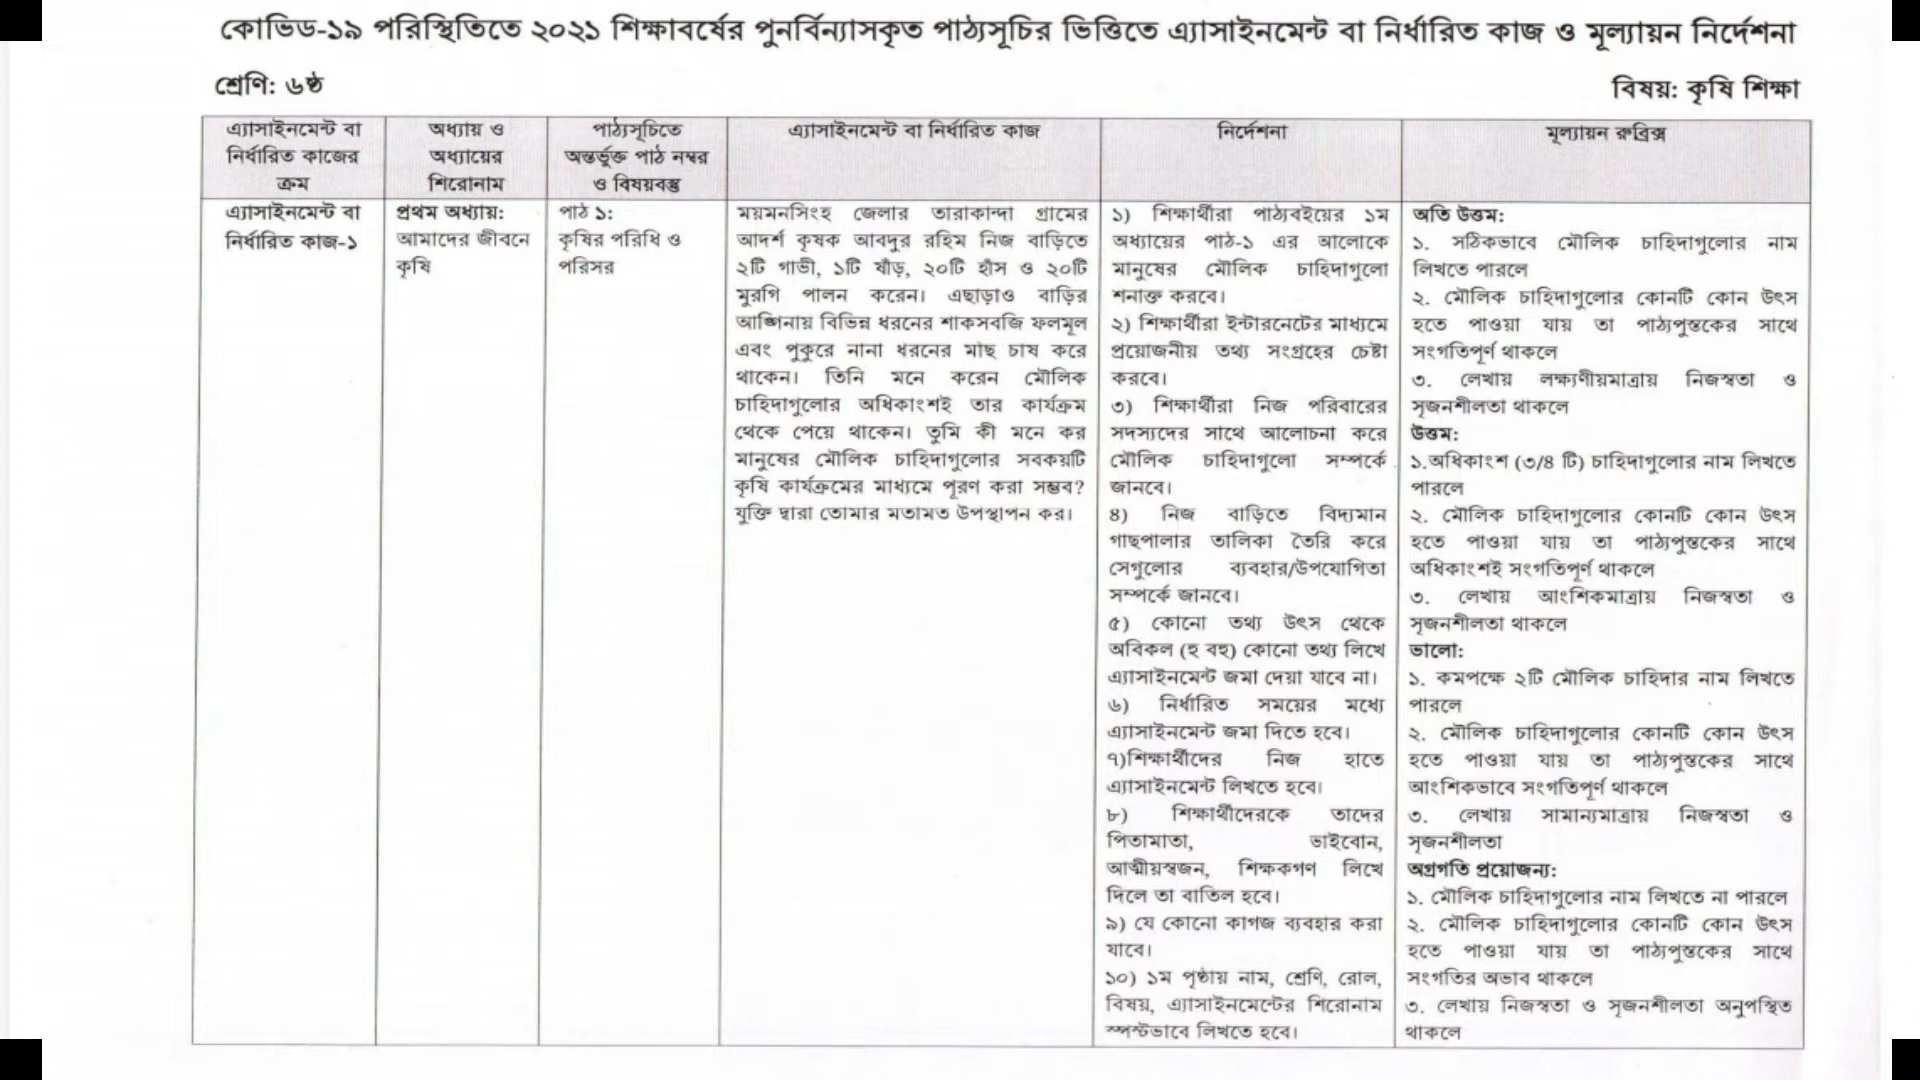 কোভিড-১৯ পরিস্থিতিতে ২০২১ শিক্ষাবর্ষের পুনর্বিন্যাসকৃত পাঠ্যসূচির ভিত্তিতে এ্যাসাইনমেন্ট বা নির্ধারিত কাজ ও মূল্যায়ন নির্দেশনা
শ্রেণি: ৬ষ্ঠ
বিষয়: কৃষি শিক্ষা
এ্যাসাইনমেন্ট বা
নির্ধারিত কাজের
ক্রম
অধ্যায় ও
অধ্যায়ের
শিরোনাম
পাঠ্যসূচিতে
অন্তর্ভুক্ত পাঠ নম্বর
ও বিষয়বস্তু
এ্যাসাইনমেন্ট বা নির্ধারিত কাজ
নির্দেশনা
মূল্যায়ন রুব্রিক্স
এ্যাসাইনমেন্ট বা
নির্ধারিত কাজ-১
প্রথম অধ্যায়:
আমাদের জীবনে
কৃষি
পাঠ ১:
কৃষির পরিধি ও
পরিসর
ময়মনসিংহ জেলার তারাকান্দা গ্রামের
আদর্শ কৃষক আবদুর রহিম নিজ বাড়িতে
২টি গাভী, ১টি ষাঁড়, ২০টি হাঁস ও ২০টি
মুরগি পালন করেন। এছাড়াও বাড়ির
আঙ্গিনায় বিভিন্ন ধরনের শাকসবজি ফলমূল
এবং পুকুরে নানা ধরনের মাছ চাষ করে
থাকেন। তিনি মনে করেন মৌলিক
চাহিদাগুলোর অধিকাংশই তার কার্যক্রম
থেকে পেয়ে থাকেন। তুমি কী মনে কর
মানুষের মৌলিক চাহিদাগুলোর সবকয়টি
কৃষি কার্যক্রমের মাধ্যমে পূরণ করা সম্ভব?
যুক্তি দ্বারা তোমার মতামত উপস্থাপন কর।
১) শিক্ষার্থীরা পাঠ্যবইয়ের ১ম
অধ্যায়ের পাঠ-১ এর আলোকে
মানুষের মৌলিক চাহিদাগুলো
শনাক্ত করবে।
২) শিক্ষার্থীরা ইন্টারনেটের মাধ্যমে
প্রয়োজনীয় তথ্য সংগ্রহের চেষ্টা
করবে।
৩) শিক্ষার্থীরা নিজ পরিবারের
সদস্যদের সাথে আলোচনা করে
মৌলিক চাহিদাগুলো সম্পর্কে
জানবে।
৪) নিজ বাড়িতে বিদ্যমান
গাছপালার তালিকা তৈরি করে
সেগুলোর ব্যবহার/উপযোগিতা
সম্পর্কে জানবে।
৫) কোনো তথ্য উৎস থেকে
অবিকল (হু বহু) কোনো তথ্য লিখে
এ্যাসাইনমেন্ট জমা দেয়া যাবে না।
৬) নির্ধারিত সময়ের মধ্যে
এ্যাসাইনমেন্ট জমা দিতে হবে।
৭)শিক্ষার্থীদের নিজ হাতে
এ্যাসাইনমেন্ট লিখতে হবে।
৮) শিক্ষার্থীদেরকে তাদের
পিতামাতা, ভাইবোন,
আত্মীয়স্বজন, শিক্ষকগণ লিখে
দিলে তা বাতিল হবে।
৯) যে কোনো কাগজ ব্যবহার করা
যাবে।
১০) ১ম পৃষ্ঠায় নাম, শ্রেণি, রোল,
বিষয়, এ্যাসাইনমেন্টের শিরোনাম
স্পস্টভাবে লিখতে হবে।
অতি উত্তম:
১. সঠিকভাবে মৌলিক চাহিদাগুলোর নাম
লিখতে পারলে
২. মৌলিক চাহিদাগুলোর কোনটি কোন উৎস
হতে পাওয়া যায় তা পাঠ্যপুস্তকের সাথে
সংগতিপূর্ণ থাকলে
৩. লেখায় লক্ষ্যণীয়মাত্রায় নিজস্বতা ও
সৃজনশীলতা থাকলে
উত্তম:
১.অধিকাংশ (৩/৪ টি) চাহিদাগুলোর নাম লিখতে
পারলে
২. মৌলিক চাহিদাগুলোর কোনটি কোন উৎস
হতে পাওয়া যায় তা পাঠ্যপুস্তকের সাথে
অধিকাংশই সংগতিপূর্ণ থাকলে
৩. লেখায় আংশিকমাত্রায় নিজস্বতা ও
সৃজনশীলতা থাকলে
ভালো:
১. কমপক্ষে ২টি মৌলিক চাহিদার নাম লিখতে
পারলে
২. মৌলিক চাহিদাগুলোর কোনটি কোন উৎস
হতে পাওয়া যায় তা পাঠ্যপুস্তকের সাথে
আংশিকভাবে সংগতিপূর্ণ থাকলে
৩. লেখায় সামান্যমাত্রায় নিজস্বতা ও
সৃজনশীলতা
অগ্রগতি প্রয়োজন্য:
১. মৌলিক চাহিদাগুলোর নাম লিখতে না পারলে
২. মৌলিক চাহিদাগুলোর কোনটি কোন উৎস
হতে পাওয়া যায় তা পাঠ্যপুস্তকের সাথে
সংগতির অভাব থাকলে
৩. লেখায় নিজস্বতা ও সৃজনশীলতা অনুপস্থিত
থাকলে